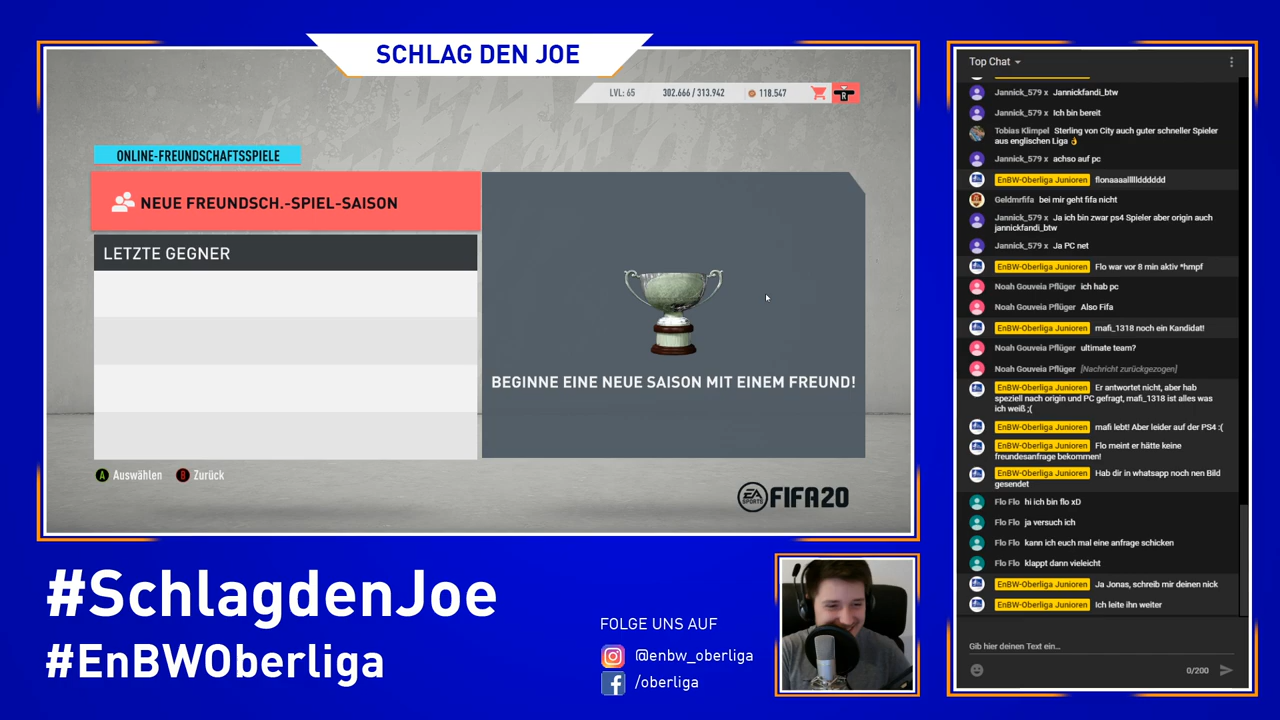 SCHLAG DEN JOE
LVL: 65
302.666 / 313.942
118.547
R
ONLINE-FREUNDSCHAFTSSPIELE
NEUE FREUNDSCH.-SPIEL-SAISON
LETZTE GEGNER
BEGINNE EINE NEUE SAISON MIT EINEM FREUND!
A Auswählen
B Zurück
EA SPORTS FIFA20
#SchlagdenJoe
#EnBWOberliga
FOLGE UNS AUF
@enbw_oberliga
/oberliga
Top Chat
Jannick_579 x Jannickfandi_btw
Jannick_579 x Ich bin bereit
Tobias Klimpel Sterling von City auch guter schneller Spieler
aus englischen Liga 👌
Jannick_579 x achso auf pc
EnBW-Oberliga Junioren flonaaaallllldddddd
Geldmrfifa bei mir geht fifa nicht
Jannick_579 x Ja ich bin zwar ps4 Spieler aber origin auch
jannickfandi_btw
Jannick_579 x Ja PC net
EnBW-Oberliga Junioren Flo war vor 8 min aktiv *hmpf
Noah Gouveia Pflüger ich hab pc
Noah Gouveia Pflüger Also Fifa
EnBW-Oberliga Junioren mafi_1318 noch ein Kandidat!
Noah Gouveia Pflüger ultimate team?
Noah Gouveia Pflüger [Nachricht zurückgezogen]
EnBW-Oberliga Junioren Er antwortet nicht, aber hab
speziell nach origin und PC gefragt, mafi_1318 ist alles was
ich weiß ;(
EnBW-Oberliga Junioren mafi lebt! Aber leider auf der PS4 :(
EnBW-Oberliga Junioren Flo meint er hätte keine
freundesanfrage bekommen!
EnBW-Oberliga Junioren Hab dir in whatsapp noch nen Bild
gesendet
Flo Flo hi ich bin flo xD
Flo Flo ja versuch ich
Flo Flo kann ich euch mal eine anfrage schicken
Flo Flo klappt dann vieleicht
EnBW-Oberliga Junioren Ja Jonas, schreib mir deinen nick
EnBW-Oberliga Junioren Ich leite ihn weiter
Gib hier deinen Text ein...
0/200